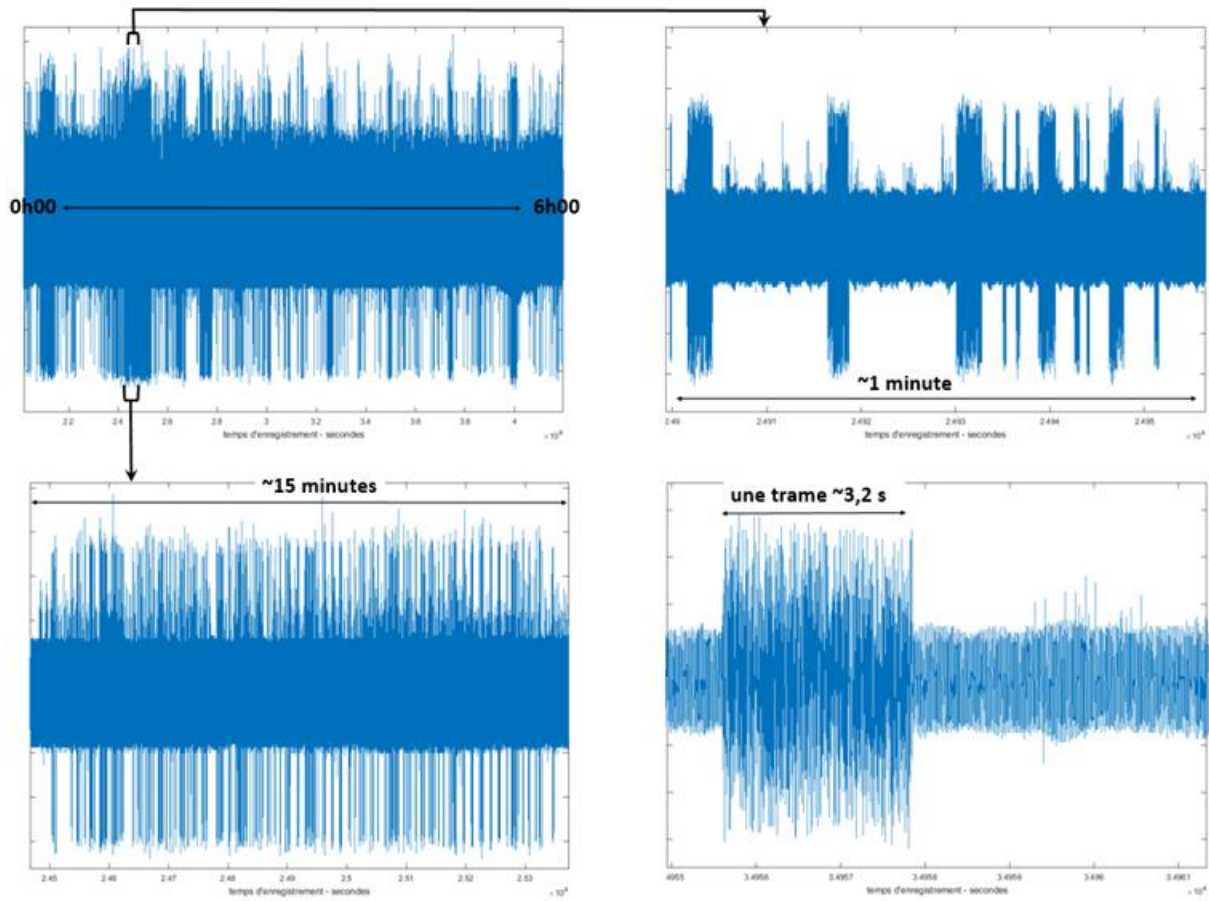 0h00
6h00
2.2 2.4 2.6 2.8 3 3.2 3.4 3.6 3.8 4
temps d'enregistrement - secondes
×10⁴
~1 minute
2.49 2.491 2.492 2.493 2.494 2.495
temps d'enregistrement - secondes
×10⁴
~15 minutes
2.45 2.46 2.47 2.48 2.49 2.5 2.51 2.52 2.53
temps d'enregistrement - secondes
×10⁴
une trame ~3,2 s
4955 3.4956 3.4957 3.4958 3.4959 3.496 3.4961
temps d'enregistrement - secondes
×10⁴